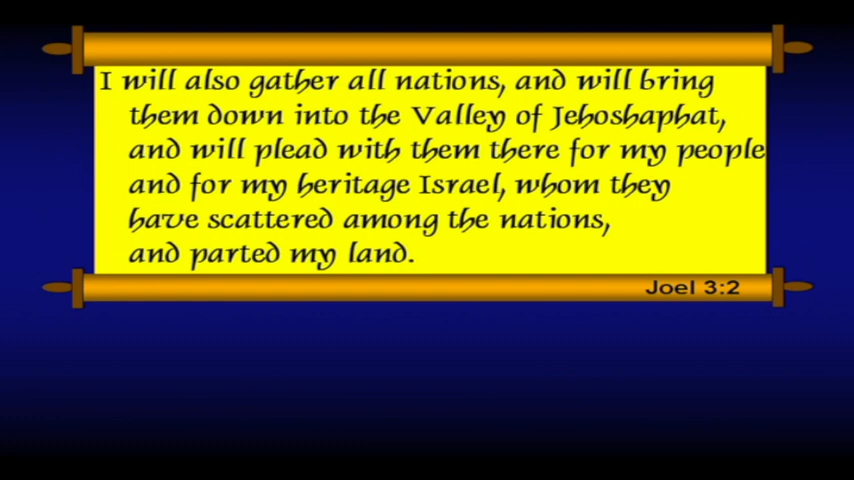 I will also gather all nations, and will bring
them down into the Valley of Jehoshaphat,
and will plead with them there for my people
and for my heritage Israel, whom they
have scattered among the nations,
and parted my land.
Joel 3:2